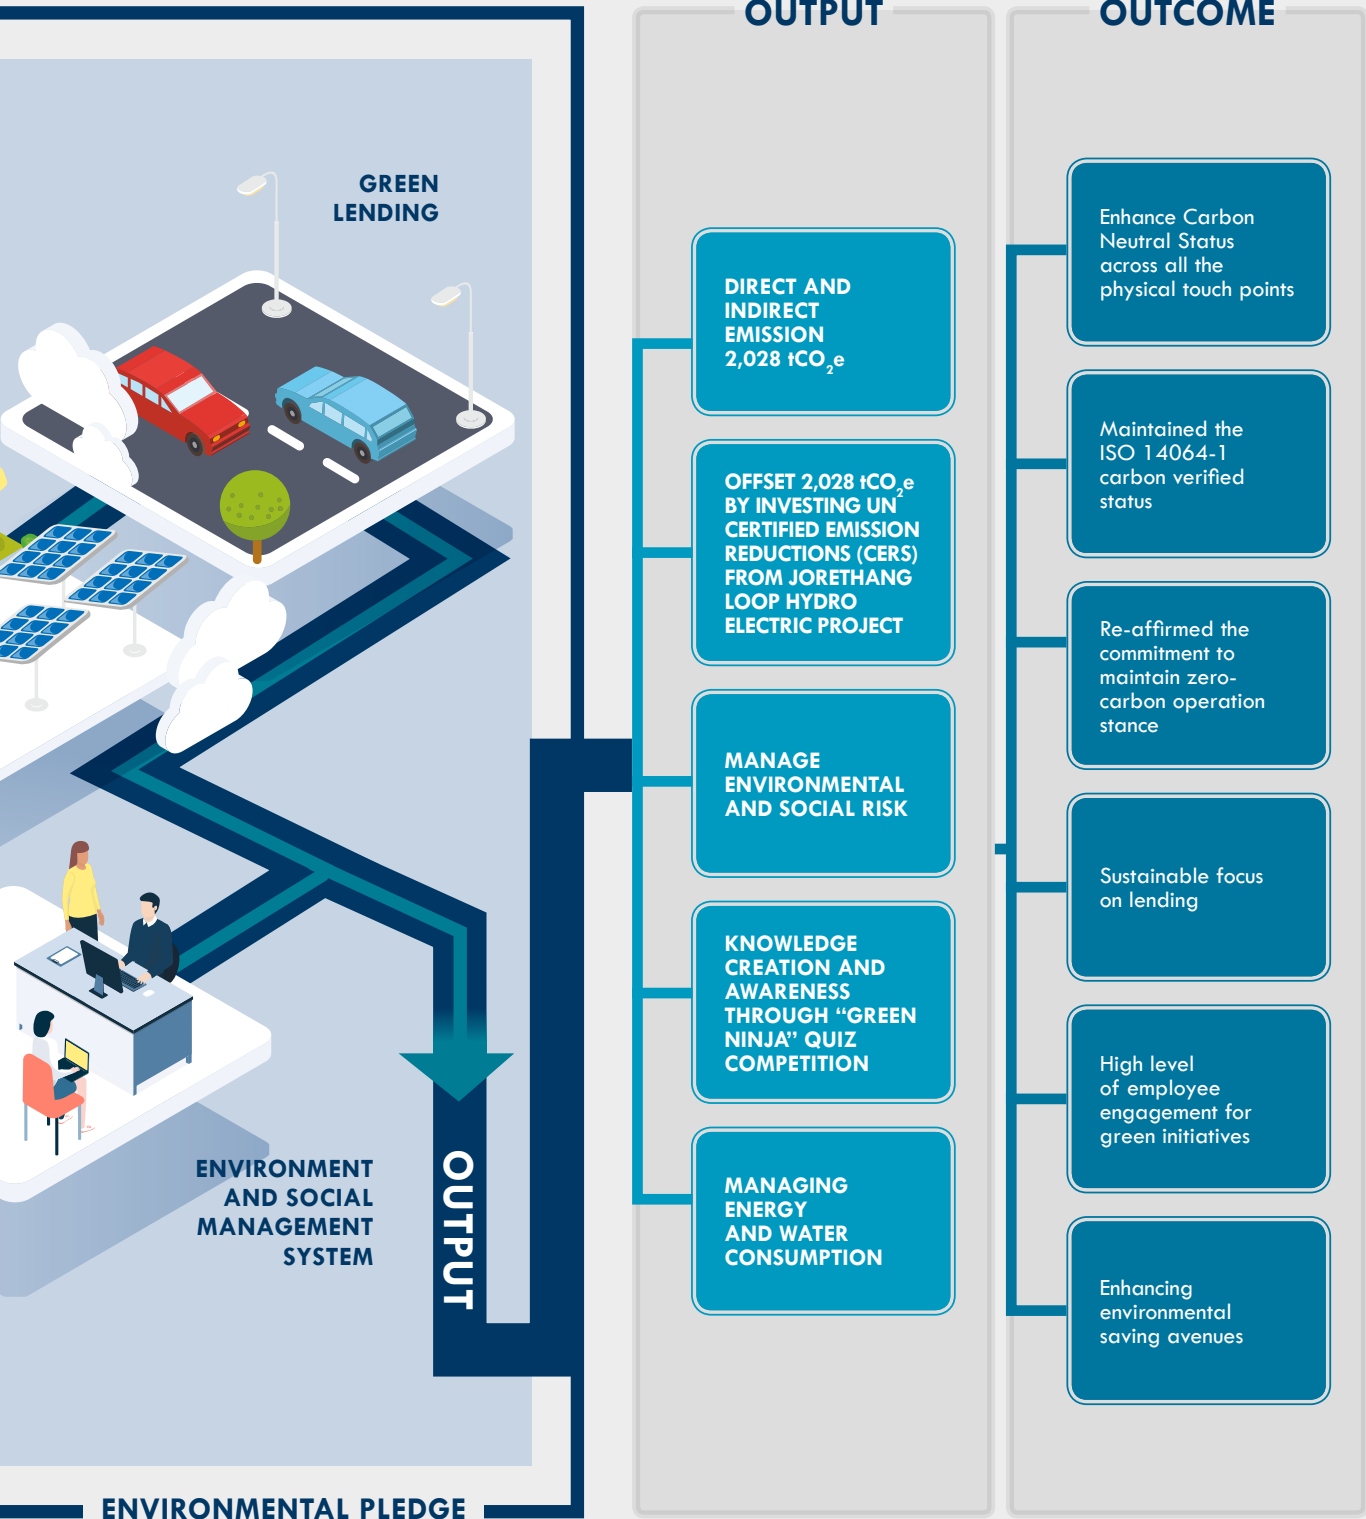 GREEN
LENDING
ENVIRONMENT
AND SOCIAL
MANAGEMENT
SYSTEM
OUTPUT
ENVIRONMENTAL PLEDGE
OUTPUT
DIRECT AND
INDIRECT
EMISSION
2,028 tCO₂e
OFFSET 2,028 tCO₂e
BY INVESTING UN
CERTIFIED EMISSION
REDUCTIONS (CERS)
FROM JORETHANG
LOOP HYDRO
ELECTRIC PROJECT
MANAGE
ENVIRONMENTAL
AND SOCIAL RISK
KNOWLEDGE
CREATION AND
AWARENESS
THROUGH “GREEN
NINJA” QUIZ
COMPETITION
MANAGING
ENERGY
AND WATER
CONSUMPTION
OUTCOME
Enhance Carbon
Neutral Status
across all the
physical touch points
Maintained the
ISO 14064-1
carbon verified
status
Re-affirmed the
commitment to
maintain zero-
carbon operation
stance
Sustainable focus
on lending
High level
of employee
engagement for
green initiatives
Enhancing
environmental
saving avenues